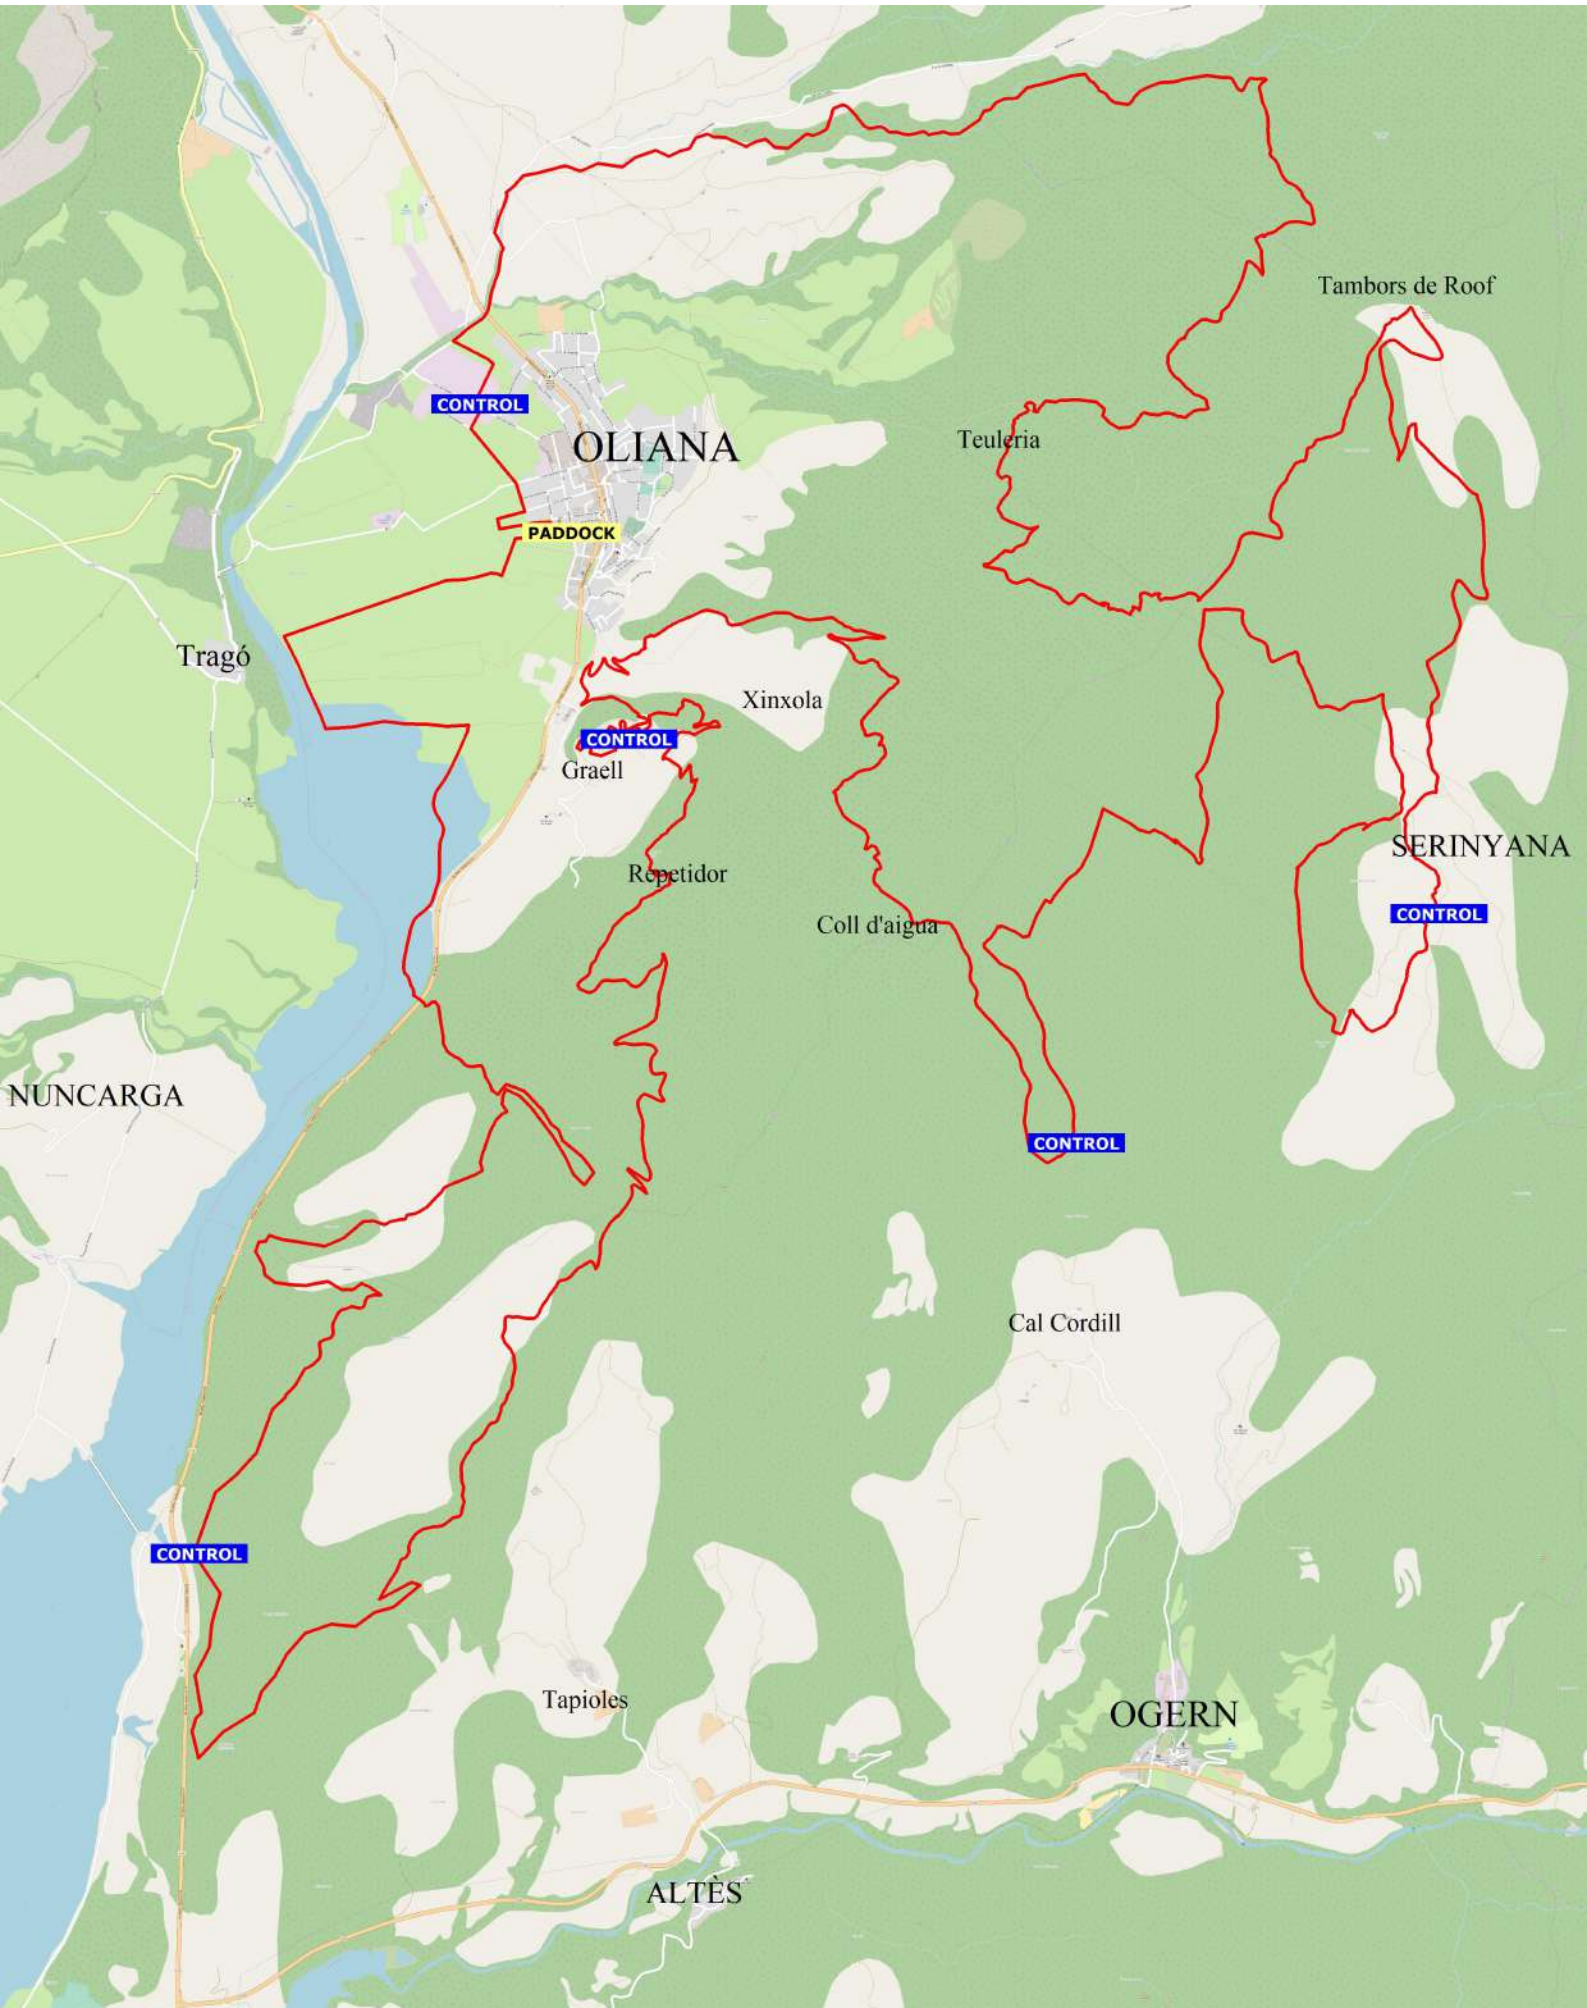 Tambors de Roof
CONTROL
OLIANA
Teuleria
PADDOCK
Tragó
Xinxola
CONTROL
Graell
SERINYANA
Repetidor
CONTROL
Coll d'aigua
NUNCARGA
CONTROL
Cal Cordill
CONTROL
Tapioles
OGERN
ALTÈS